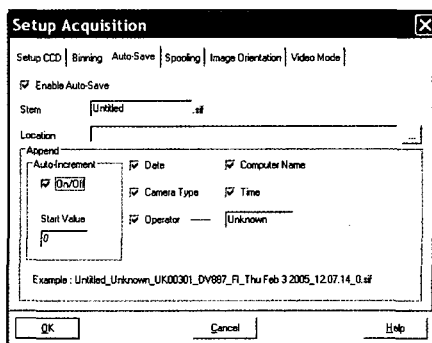 Setup Acquisition
Setup CCD Binning Auto-Save Spooling Image Orientation Video Mode
Enable Auto-Save
Stem Untitled .sif
Location ...
Append
Auto-Increment Date Computer Name
On/Off Camera Type Time
Start Value Operator Unknown
0
Example : Untitled_Unknown_UK00301_DV887_FI_Thu Feb 3 2005_12.07.14_0.sif
OK Cancel Help